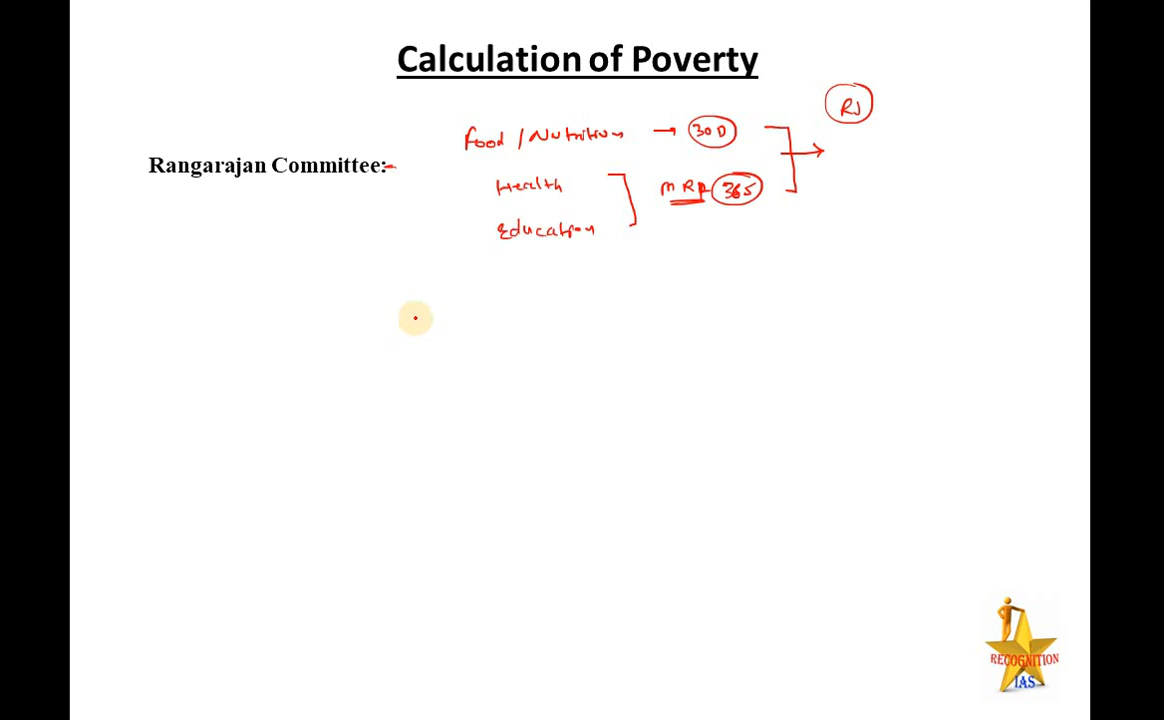 Calculation of Poverty
RJ
Food / Nutrition → 30 D
Rangarajan Committee:-
Health
MRP 365
Education
RECOGNITION
IAS